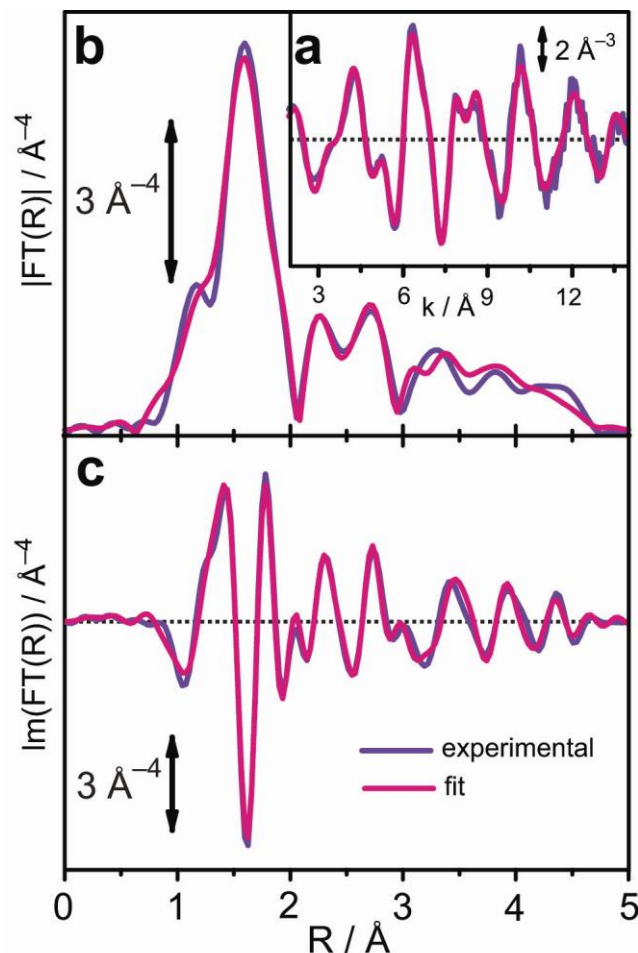 b
a
2 Å⁻³
3 Å⁻⁴
|FT(R)| / Å⁻⁴
3 6 9 12
k / Å
c
Im(FT(R)) / Å⁻⁴
experimental
fit
3 Å⁻⁴
0 1 2 3 4 5
R / Å